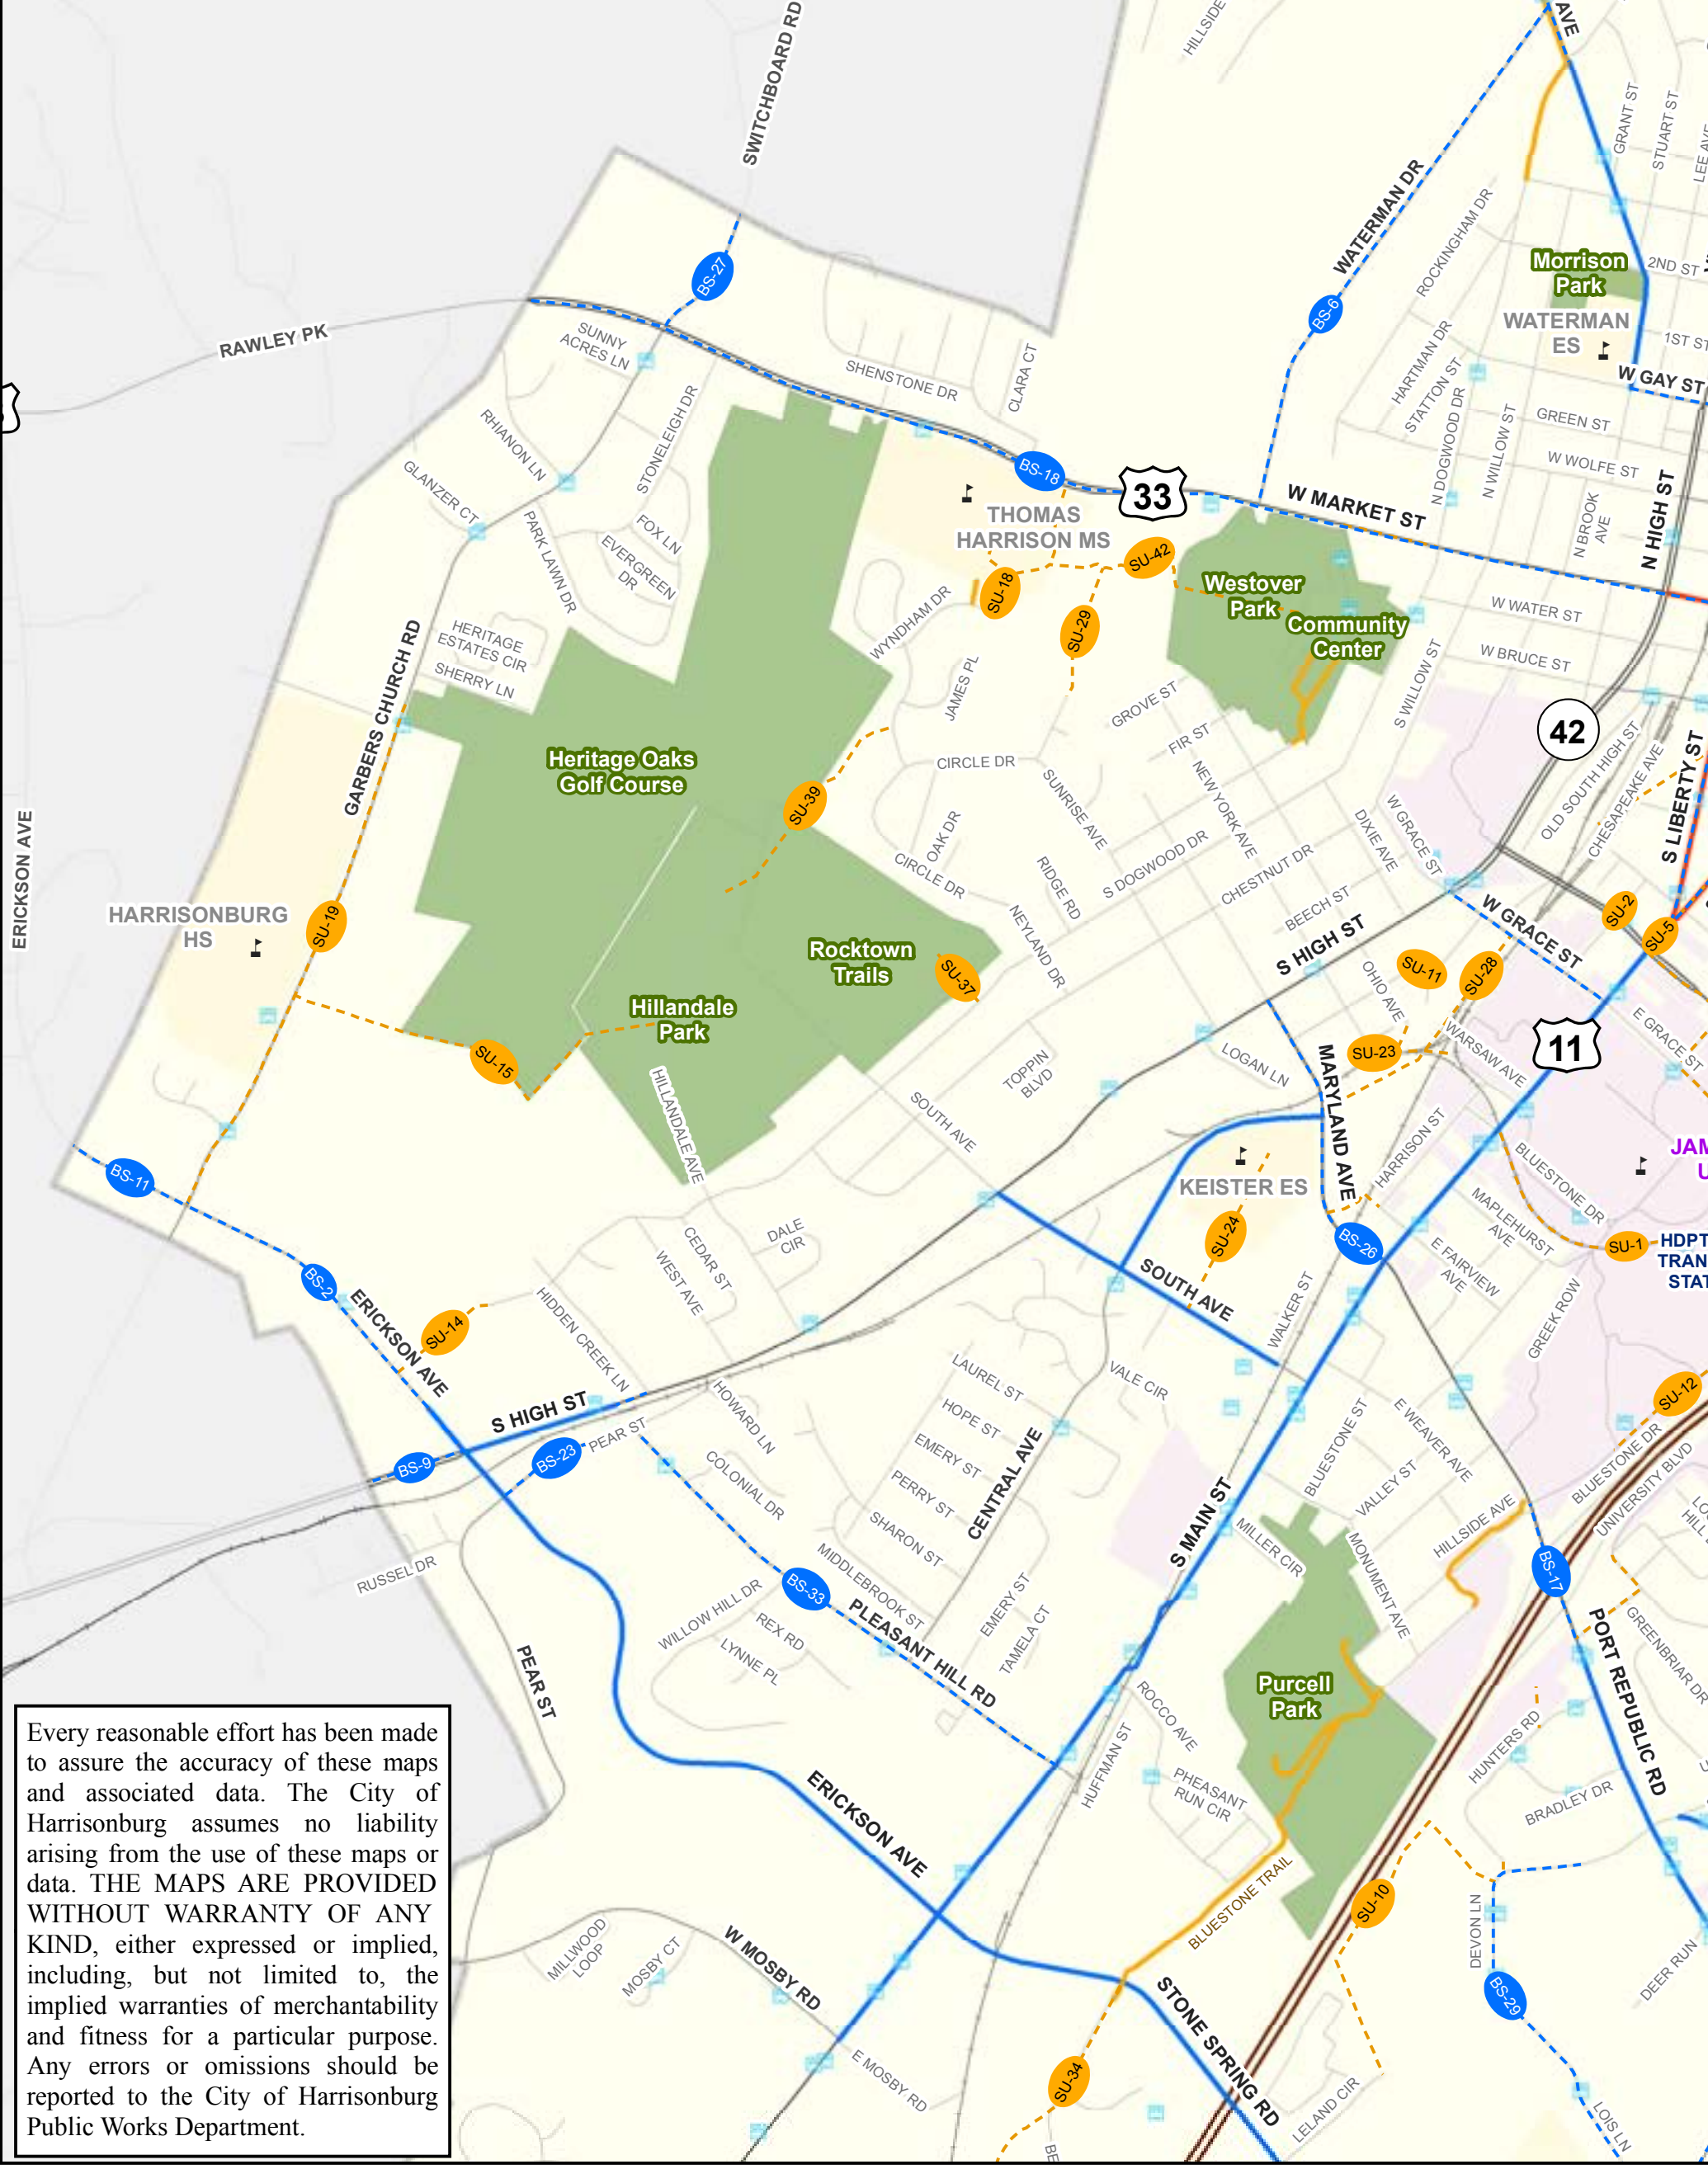 SWITCHBOARD RD
HILLSIDE
AVE
GRANT ST
STUART ST
LEE AVE
WATERMAN DR
ROCKINGHAM DR
BS-27
BS-6
Morrison
Park
2ND ST
WATERMAN
ES
1ST ST
W GAY ST
RAWLEY PK
SUNNY
ACRES LN
SHENSTONE DR
CLARA CT
HARTMAN DR
STATTON ST
N DOGWOOD DR
N WILLOW ST
GREEN ST
W WOLFE ST
N BROOK
AVE
N HIGH ST
RHIANON LN
STONELEIGH DR
GLANZER CT
PARK LAWN DR
FOX LN
EVERGREEN
DR
BS-18
33
W MARKET ST
THOMAS
HARRISON MS
SU-42
SU-18
SU-29
Westover
Park
Community
Center
W WATER ST
W BRUCE ST
HERITAGE
ESTATES CIR
SHERRY LN
GARBERS CHURCH RD
WYNDHAM DR
JAMES PL
GROVE ST
FIR ST
S WILLOW ST
42
Heritage Oaks
Golf Course
SU-39
CIRCLE DR
SUNRISE AVE
NEW YORK AVE
DIXIE AVE
W GRACE ST
OLD SOUTH HIGH ST
CHESAPEAKE AVE
S LIBERTY ST
ERICKSON AVE
OAK DR
CIRCLE DR
RIDGE RD
S DOGWOOD DR
CHESTNUT DR
BEECH ST
HARRISONBURG
HS
SU-19
Rocktown
Trails
SU-37
NEYLAND DR
S HIGH ST
W GRACE ST
SU-2
SU-5
SU-11
SU-28
OHIO AVE
Hillandale
Park
SU-15
TOPPIN
BLVD
LOGAN LN
MARYLAND AVE
SU-23
WARSAW AVE
11
E GRACE ST
HILLANDALE AVE
SOUTH AVE
HARRISON ST
BLUESTONE DR
JAM
U
BS-11
KEISTER ES
SU-24
MAPLEHURST
AVE
BS-26
E FAIRVIEW
AVE
SU-1
HDPT
TRAN
STAT
BS-2
DALE
CIR
CEDAR ST
WEST AVE
SOUTH AVE
WALKER ST
GREEK ROW
ERICKSON AVE
SU-14
HIDDEN CREEK LN
LAUREL ST
VALE CIR
SU-12
S HIGH ST
HOWARD LN
HOPE ST
BLUESTONE ST
E WEAVER AVE
BS-9
BS-23
PEAR ST
COLONIAL DR
EMERY ST
PERRY ST
CENTRAL AVE
VALLEY ST
BLUESTONE DR
UNIVERSITY BLVD
SHARON ST
S MAIN ST
MILLER CIR
MONUMENT AVE
HILLSIDE AVE
RUSSEL DR
BS-33
MIDDLEBROOK ST
BS-17
WILLOW HILL DR
REX RD
LYNNE PL
PLEASANT HILL RD
EMERY ST
TAMELA CT
GREENBRIAR DR
PORT REPUBLIC RD
PEAR ST
Purcell
Park
ROCCO AVE
HUFFMAN ST
HUNTERS RD
PHEASANT
RUN CIR
BRADLEY DR
ERICKSON AVE
BLUESTONE TRAIL
SU-10
DEVON LN
DEER RUN
MILLWOOD
LOOP
MOSBY CT
W MOSBY RD
STONE SPRING RD
BS-29
E MOSBY RD
SU-34
LELAND CIR
LOIS LN
BE
Every reasonable effort has been made
to assure the accuracy of these maps
and associated data. The City of
Harrisonburg assumes no liability
arising from the use of these maps or
data. THE MAPS ARE PROVIDED
WITHOUT WARRANTY OF ANY
KIND, either expressed or implied,
including, but not limited to, the
implied warranties of merchantability
and fitness for a particular purpose.
Any errors or omissions should be
reported to the City of Harrisonburg
Public Works Department.